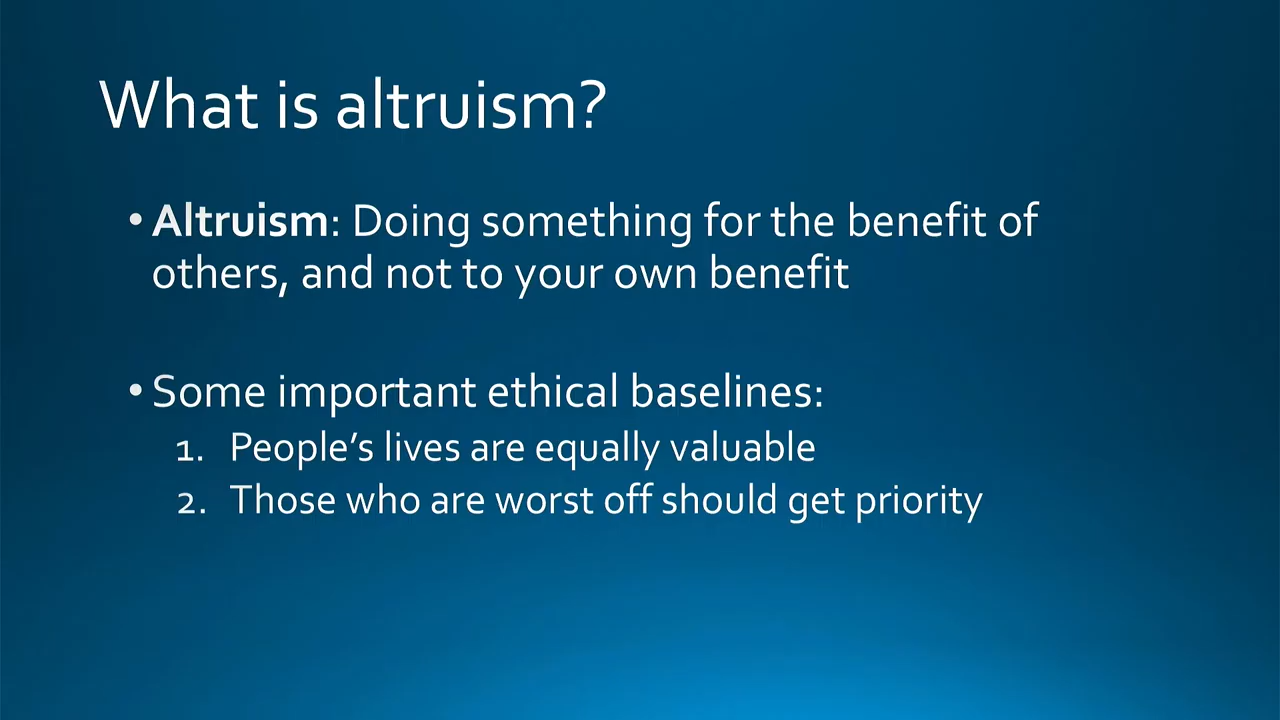 What is altruism?
• Altruism: Doing something for the benefit of
others, and not to your own benefit
• Some important ethical baselines:
1. People’s lives are equally valuable
2. Those who are worst off should get priority